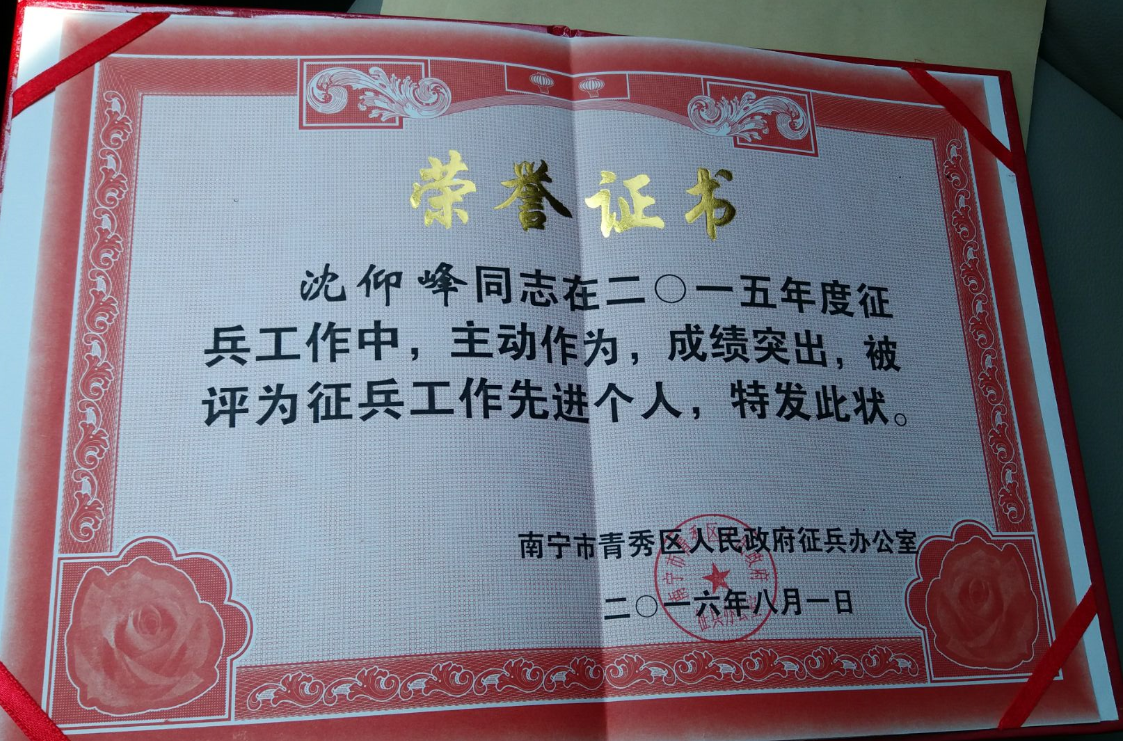 荣誉证书
沈仰峰同志在二〇一五年度征
兵工作中，主动作为，成绩突出，被
评为征兵工作先进个人，特发此状。
南宁市青秀区人民政府征兵办公室
二〇一六年八月一日